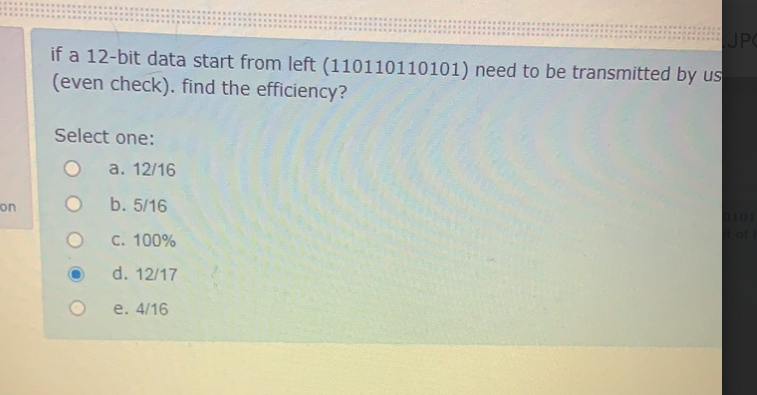 JPG
if a 12-bit data start from left (110110110101) need to be transmitted by us
(even check). find the efficiency?
Select one:
a. 12/16
on
b. 5/16
c. 100%
d. 12/17
e. 4/16